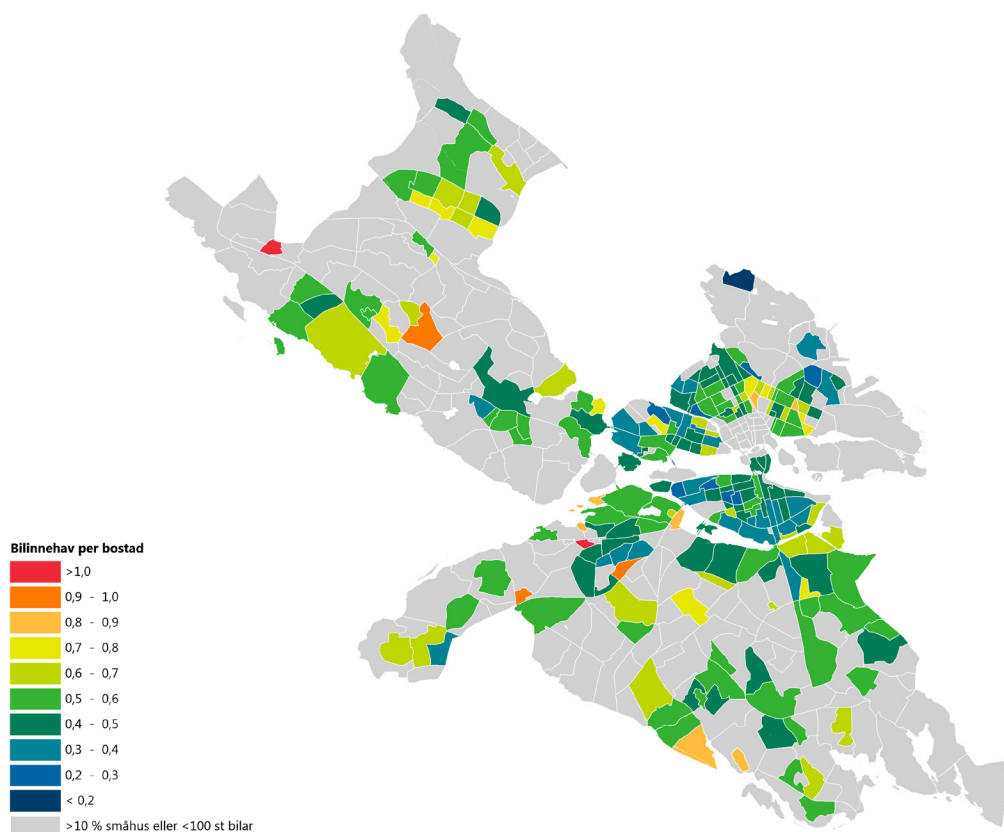 Bilinnehav per bostad
>1,0
0,9 - 1,0
0,8 - 0,9
0,7 - 0,8
0,6 - 0,7
0,5 - 0,6
0,4 - 0,5
0,3 - 0,4
0,2 - 0,3
< 0,2
>10 % småhus eller <100 st bilar